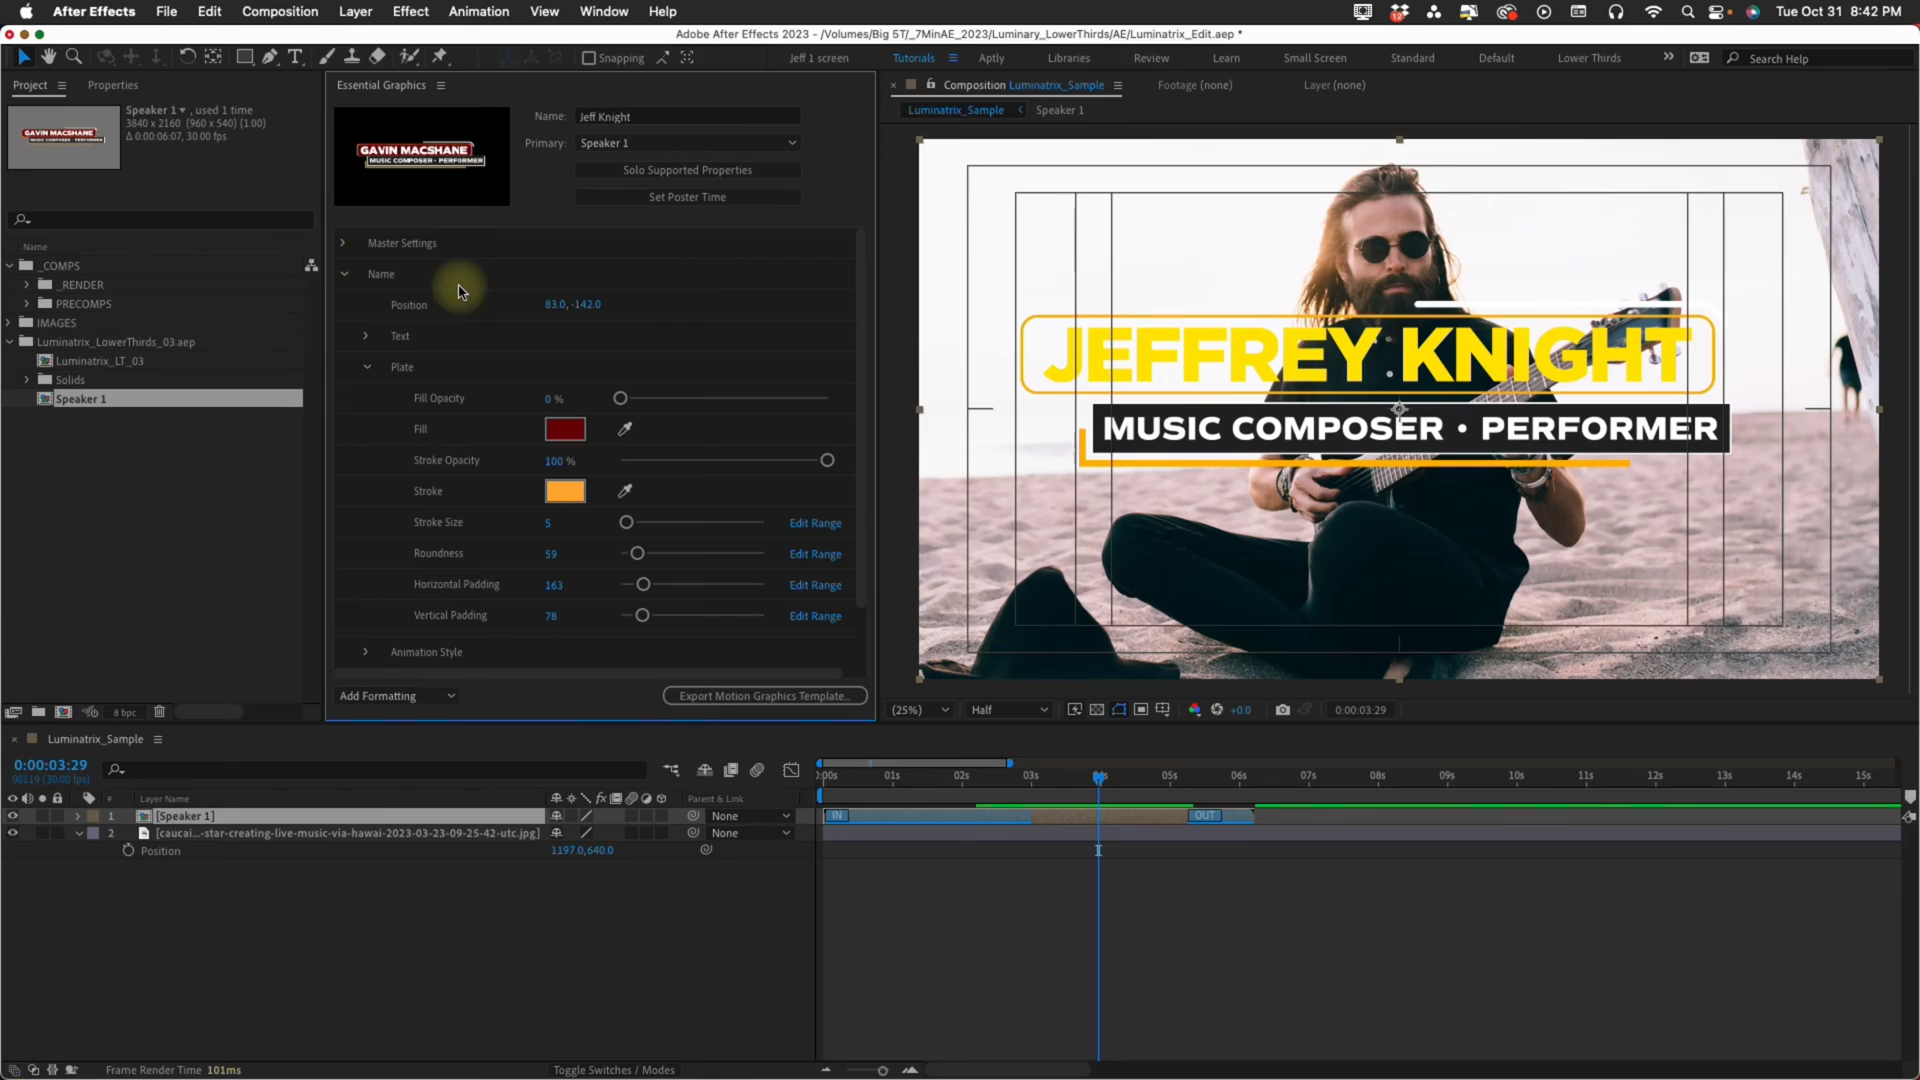 After Effects File Edit Composition Layer Effect Animation View Window Help
12
Tue Oct 31 8:42 PM
Adobe After Effects 2023 - /Volumes/Big 5T/_7MinAE_2023/Luminary_LowerThirds/AE/Luminatrix_Edit.aep *
Snapping
Jeff 1 screen Tutorials Aptly Libraries Review Learn Small Screen Standard Default Lower Thirds
Search Help
Project Properties
Speaker 1 , used 1 time
3840 x 2160 (960 x 540) (1.00)
Δ 0:00:06:07, 30.00 fps
GAVIN MACSHANE
MUSIC COMPOSER • PERFORMER
Name
_COMPS
_RENDER
PRECOMPS
IMAGES
Luminatrix_LowerThirds_03.aep
Luminatrix_LT_03
Solids
Speaker 1
8 bpc
Essential Graphics
GAVIN MACSHANE
MUSIC COMPOSER • PERFORMER
Name: Jeff Knight
Primary: Speaker 1
Solo Supported Properties
Set Poster Time
Master Settings
Name
Position 83.0, -142.0
Text
Plate
Fill Opacity 0 %
Fill
Stroke Opacity 100 %
Stroke
Stroke Size 5 Edit Range
Roundness 59 Edit Range
Horizontal Padding 163 Edit Range
Vertical Padding 78 Edit Range
Animation Style
Add Formatting
Export Motion Graphics Template...
Composition Luminatrix_Sample
Footage (none)
Layer (none)
Luminatrix_Sample Speaker 1
JEFFREY KNIGHT
MUSIC COMPOSER • PERFORMER
(25%) Half +0.0 0:00:03:29
Luminatrix_Sample
0:00:03:29
00119 (30.00 fps)
# Layer Name Parent & Link
1 [Speaker 1] None
2 [caucai...-star-creating-live-music-via-hawai-2023-03-23-09-25-42-utc.jpg] None
Position 1197.0,640.0
:00s 01s 02s 03s 05s 06s 07s 08s 09s 10s 11s 12s 13s 14s 15s
IN OUT
Frame Render Time 101ms
Toggle Switches / Modes